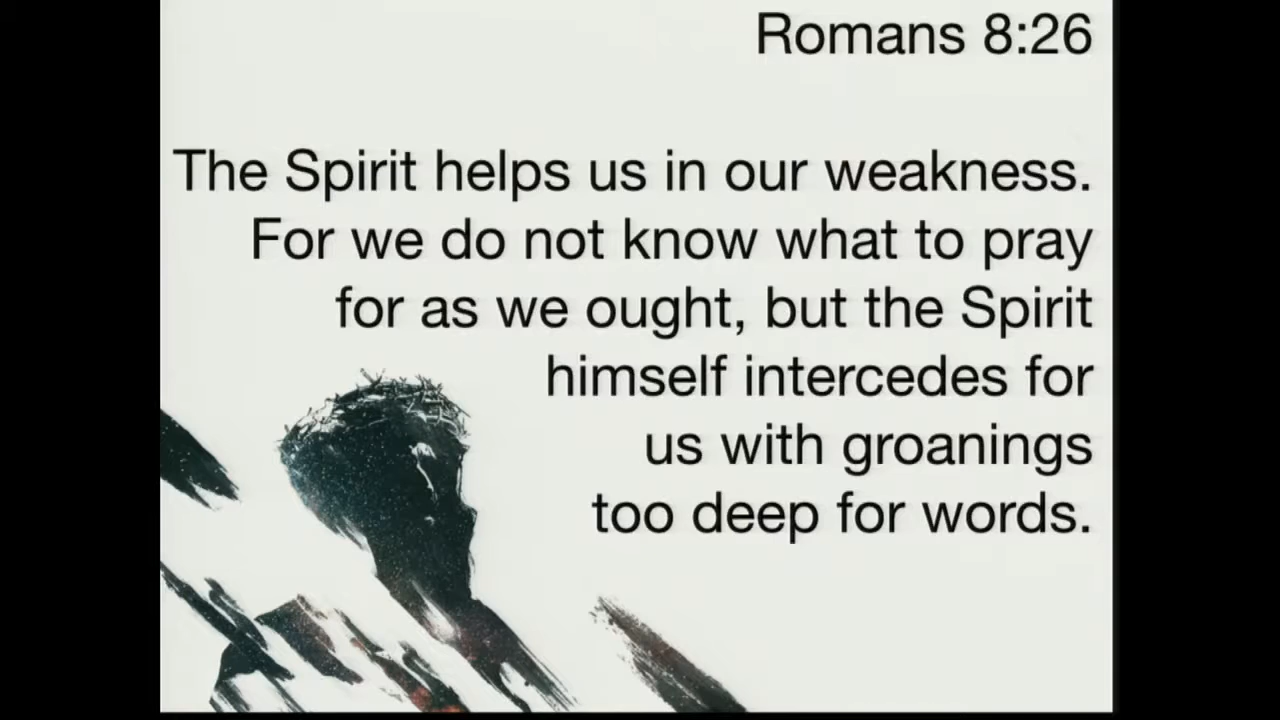 Romans 8:26
The Spirit helps us in our weakness.
For we do not know what to pray
for as we ought, but the Spirit
himself intercedes for
us with groanings
too deep for words.